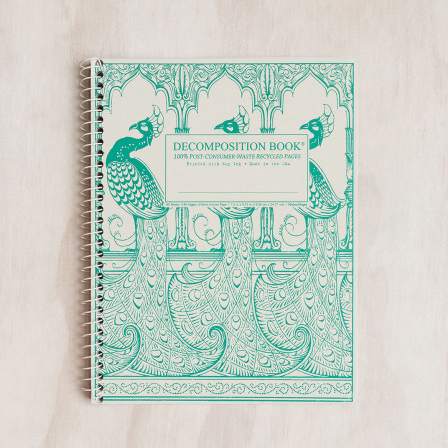 DECOMPOSITION BOOK®
100% POST-CONSUMER-WASTE RECYCLED PAGES
Printed with Soy Ink • Made in the USA